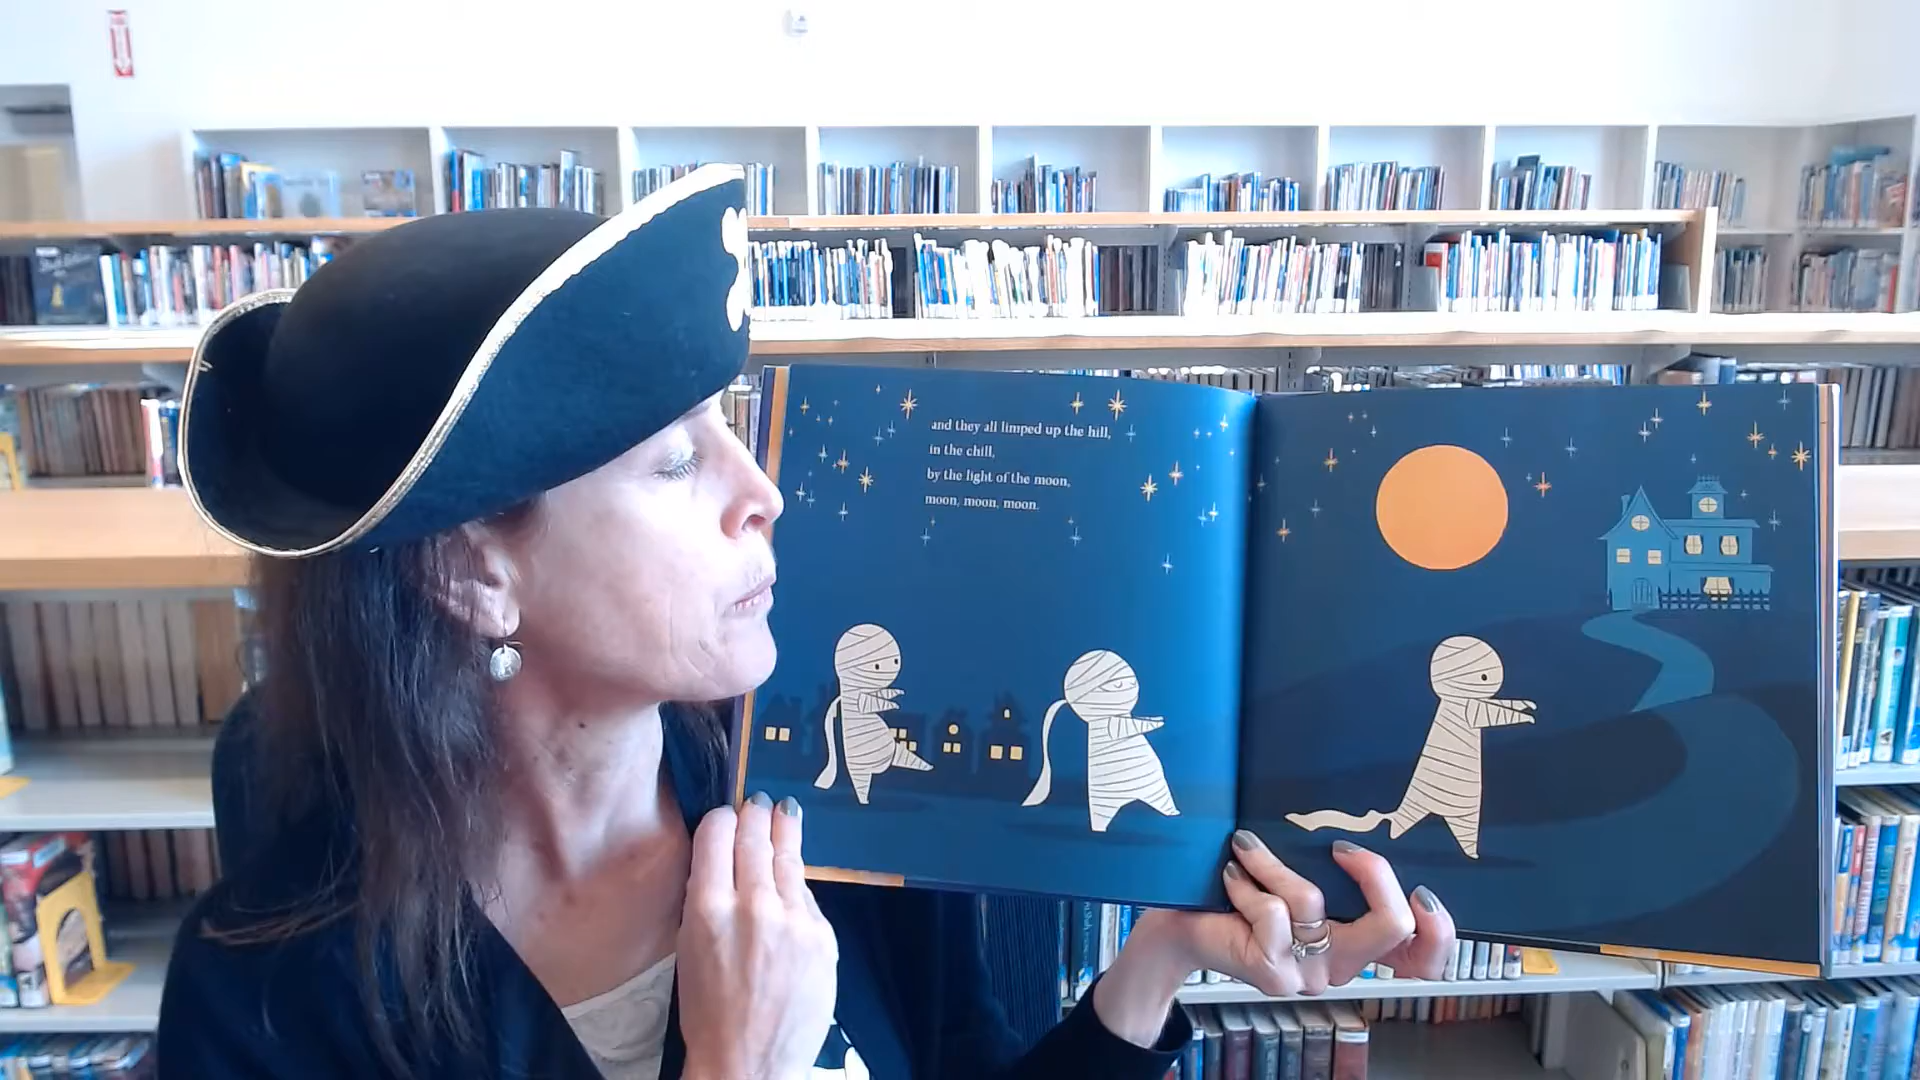 and they all limped up the hill,
in the chill,
by the light of the moon,
moon, moon, moon.